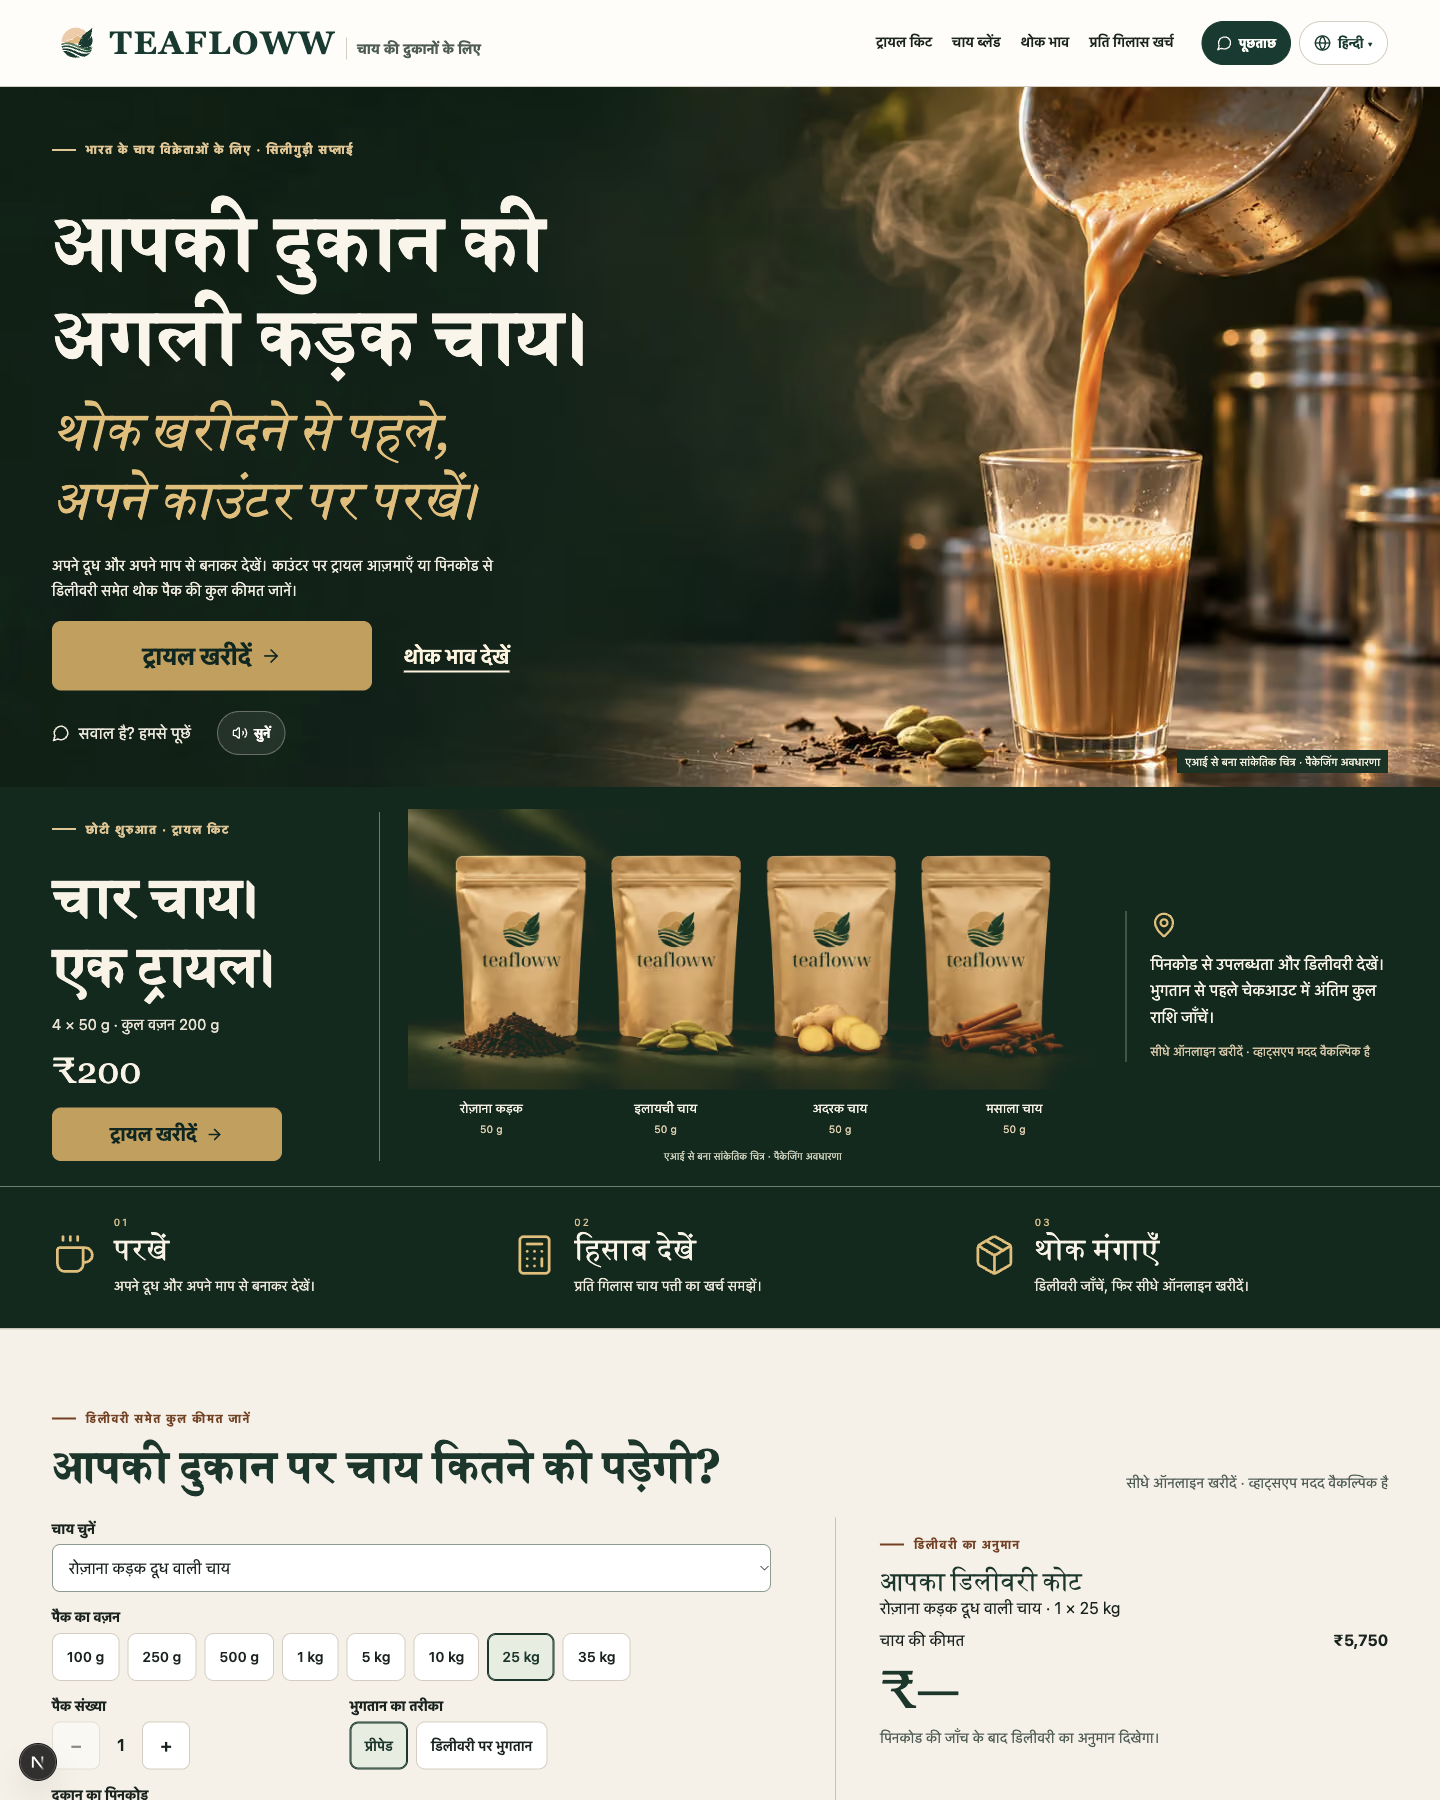 TEAFLOWW
चाय की दुकानों के लिए
ट्रायल किट
चाय ब्लेंड
थोक भाव
प्रति गिलास खर्च
पूछताछ
हिन्दी
भारत के चाय विक्रेताओं के लिए · सिलीगुड़ी सप्लाई
आपकी दुकान की
अगली कड़क चाय।
थोक खरीदने से पहले,
अपने काउंटर पर परखें।
अपने दूध और अपने माप से बनाकर देखें। काउंटर पर ट्रायल आज़माएँ या पिनकोड से
डिलीवरी समेत थोक पैक की कुल कीमत जानें।
ट्रायल खरीदें →
थोक भाव देखें
सवाल है? हमसे पूछें
सुनें
एआई से बना सांकेतिक चित्र · पैकेजिंग अवधारणा
छोटी शुरुआत · ट्रायल किट
चार चाय।
एक ट्रायल।
4 × 50 g · कुल वज़न 200 g
₹200
ट्रायल खरीदें →
teafloww
teafloww
teafloww
teafloww
रोज़ाना कड़क
50 g
इलायची चाय
50 g
अदरक चाय
50 g
मसाला चाय
50 g
एआई से बना सांकेतिक चित्र · पैकेजिंग अवधारणा
पिनकोड से उपलब्धता और डिलीवरी देखें।
भुगतान से पहले चेकआउट में अंतिम कुल
राशि जाँचें।
सीधे ऑनलाइन खरीदें · व्हाट्सएप मदद वैकल्पिक है
01
परखें
अपने दूध और अपने माप से बनाकर देखें।
02
हिसाब देखें
प्रति गिलास चाय पत्ती का खर्च समझें।
03
थोक मंगाएँ
डिलीवरी जाँचें, फिर सीधे ऑनलाइन खरीदें।
डिलीवरी समेत कुल कीमत जानें
आपकी दुकान पर चाय कितने की पड़ेगी?
सीधे ऑनलाइन खरीदें · व्हाट्सएप मदद वैकल्पिक है
चाय चुनें
रोज़ाना कड़क दूध वाली चाय
पैक का वज़न
100 g
250 g
500 g
1 kg
5 kg
10 kg
25 kg
35 kg
पैक संख्या
− 1 +
भुगतान का तरीका
प्रीपेड
डिलीवरी पर भुगतान
दुकान का पिनकोड
N
डिलीवरी का अनुमान
आपका डिलीवरी कोट
रोज़ाना कड़क दूध वाली चाय · 1 × 25 kg
चाय की कीमत ₹5,750
₹—
पिनकोड की जाँच के बाद डिलीवरी का अनुमान दिखेगा।